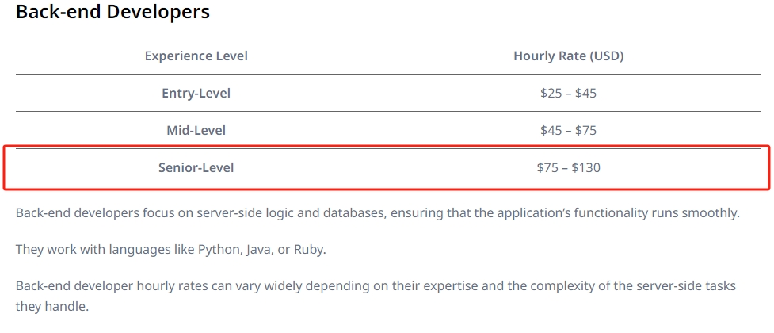 Back-end Developers
Experience Level Hourly Rate (USD)
Entry-Level $25 – $45
Mid-Level $45 – $75
Senior-Level $75 – $130
Back-end developers focus on server-side logic and databases, ensuring that the application’s functionality runs smoothly.
They work with languages like Python, Java, or Ruby.
Back-end developer hourly rates can vary widely depending on their expertise and the complexity of the server-side tasks
they handle.